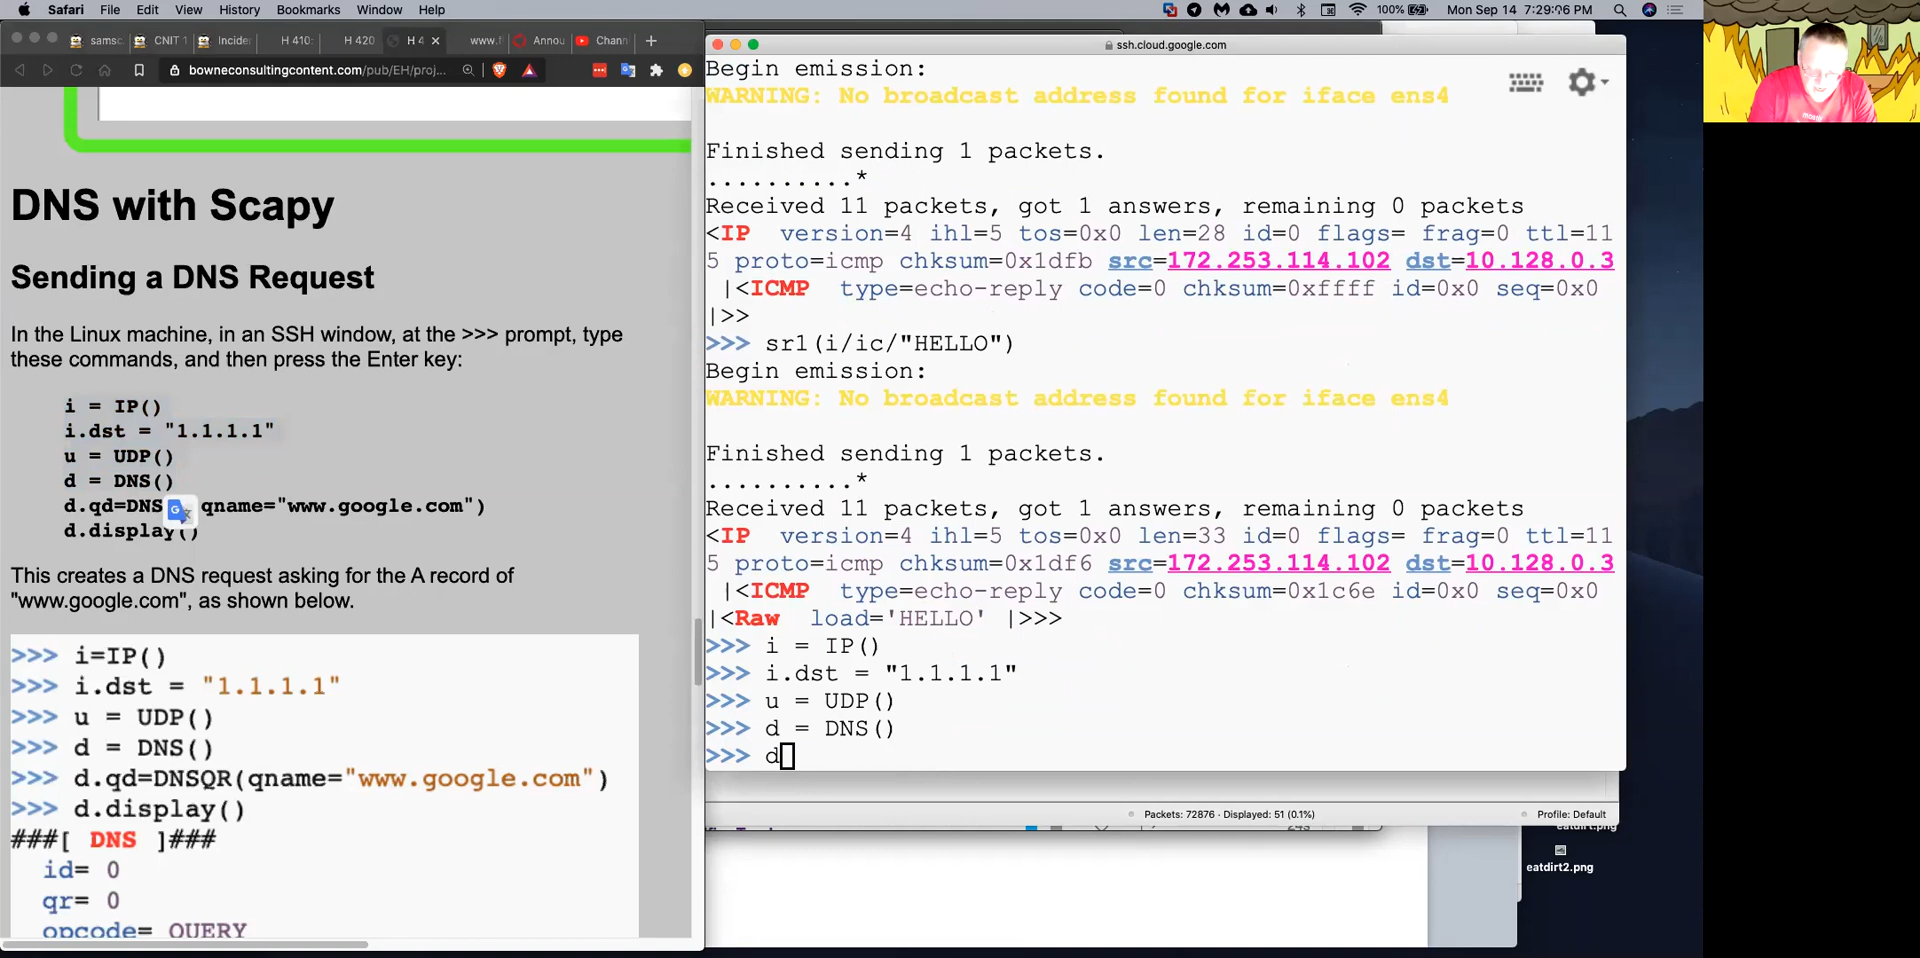 Safari File Edit View History Bookmarks Window Help
100% Mon Sep 14 7:29:06 PM
samsc CNIT 1 Incide H 410: H 420 H 4 www.f Annou Chann
bowneconsultingcontent.com/pub/EH/proj...
DNS with Scapy
Sending a DNS Request
In the Linux machine, in an SSH window, at the >>> prompt, type
these commands, and then press the Enter key:
i = IP()
i.dst = "1.1.1.1"
u = UDP()
d = DNS()
d.qd=DNS qname="www.google.com")
d.display()
This creates a DNS request asking for the A record of
"www.google.com", as shown below.
>>> i=IP()
>>> i.dst = "1.1.1.1"
>>> u = UDP()
>>> d = DNS()
>>> d.qd=DNSQR(qname="www.google.com")
>>> d.display()
###[ DNS ]###
id= 0
qr= 0
opcode= QUERY
ssh.cloud.google.com
Begin emission:
WARNING: No broadcast address found for iface ens4
Finished sending 1 packets.
..........*
Received 11 packets, got 1 answers, remaining 0 packets
<IP version=4 ihl=5 tos=0x0 len=28 id=0 flags= frag=0 ttl=11
5 proto=icmp chksum=0x1dfb src=172.253.114.102 dst=10.128.0.3
|<ICMP type=echo-reply code=0 chksum=0xffff id=0x0 seq=0x0
|>>
>>> sr1(i/ic/"HELLO")
Begin emission:
WARNING: No broadcast address found for iface ens4
Finished sending 1 packets.
..........*
Received 11 packets, got 1 answers, remaining 0 packets
<IP version=4 ihl=5 tos=0x0 len=33 id=0 flags= frag=0 ttl=11
5 proto=icmp chksum=0x1df6 src=172.253.114.102 dst=10.128.0.3
|<ICMP type=echo-reply code=0 chksum=0x1c6e id=0x0 seq=0x0
|<Raw load='HELLO' |>>>
>>> i = IP()
>>> i.dst = "1.1.1.1"
>>> u = UDP()
>>> d = DNS()
>>> d
Packets: 72876 · Displayed: 51 (0.1%) Profile: Default
eatdirt.png
eatdirt2.png